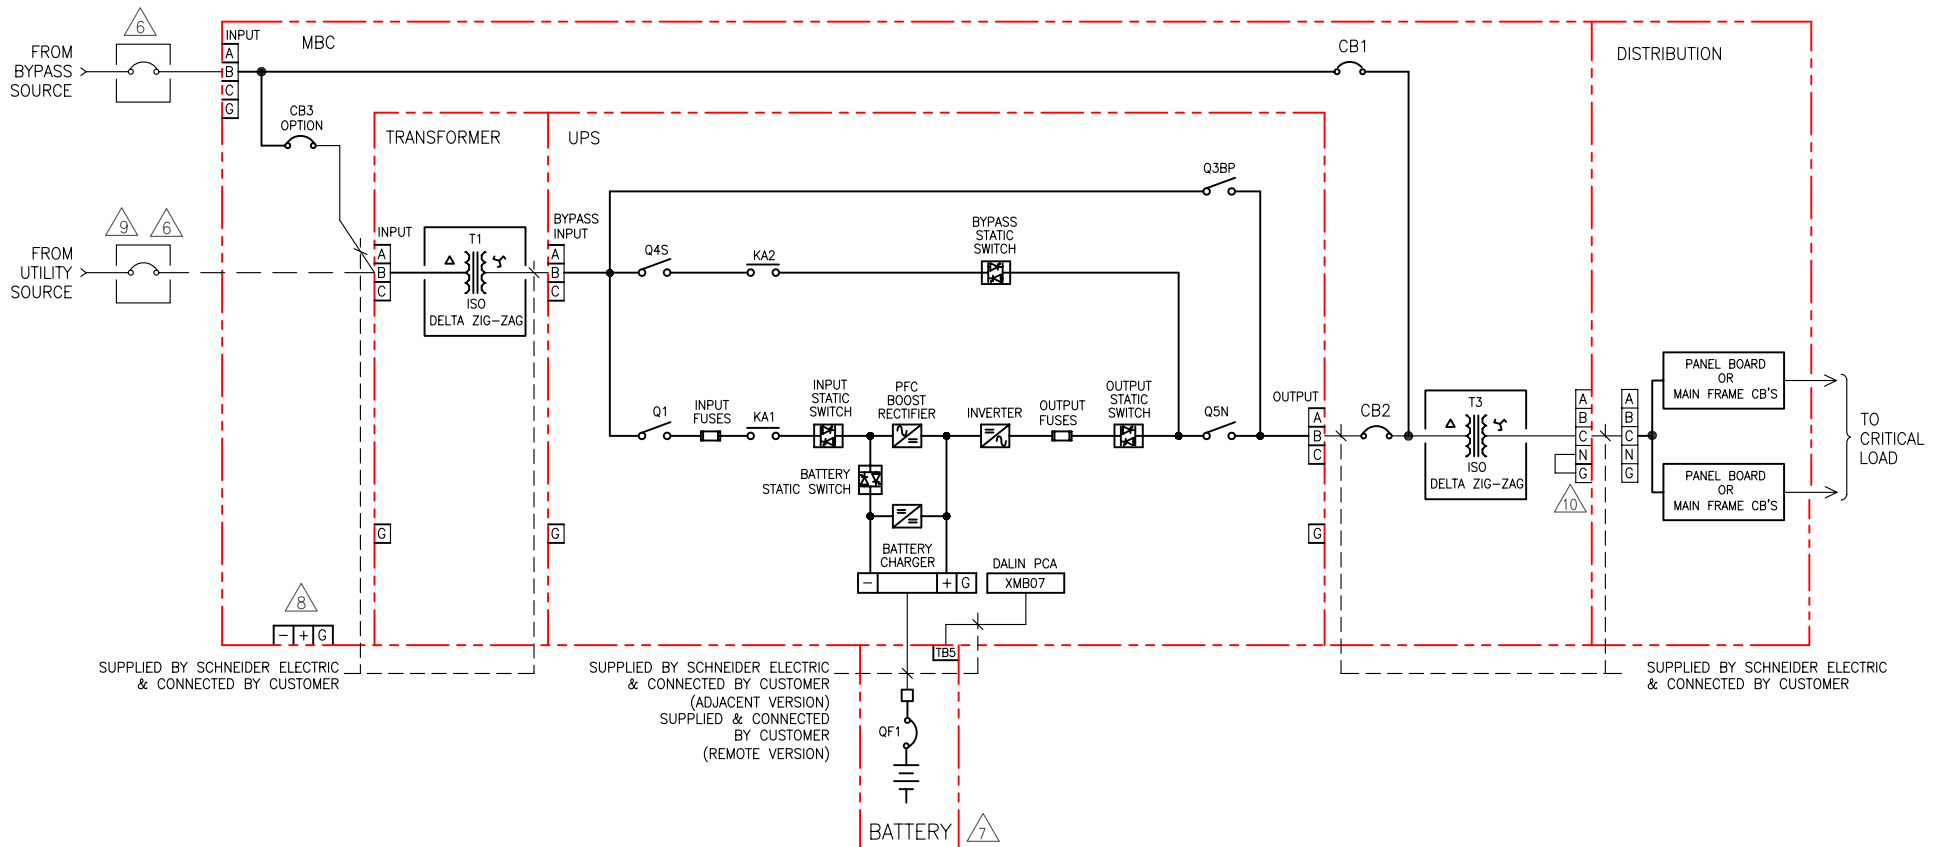 6
INPUT
MBC
CB1
DISTRIBUTION
FROM
BYPASS
SOURCE
A
B
C
G
CB3
OPTION
TRANSFORMER
UPS
Q3BP
9
6
FROM
UTILITY
SOURCE
INPUT
A
B
C
T1
ISO
DELTA ZIG-ZAG
BYPASS
INPUT
A
B
C
Q4S
KA2
BYPASS
STATIC
SWITCH
Q1
INPUT
FUSES
KA1
INPUT
STATIC
SWITCH
PFC
BOOST
RECTIFIER
INVERTER
OUTPUT
FUSES
OUTPUT
STATIC
SWITCH
Q5N
OUTPUT
A
B
C
CB2
T3
ISO
DELTA ZIG-ZAG
A
B
C
N
G
10
A
B
C
N
G
PANEL BOARD
OR
MAIN FRAME CB'S
PANEL BOARD
OR
MAIN FRAME CB'S
TO
CRITICAL
LOAD
BATTERY
STATIC SWITCH
G
G
G
BATTERY
CHARGER
- + G
DALIN PCA
XMB07
8
- + G
TB5
SUPPLIED BY SCHNEIDER ELECTRIC
& CONNECTED BY CUSTOMER
SUPPLIED BY SCHNEIDER ELECTRIC
& CONNECTED BY CUSTOMER
(ADJACENT VERSION)
SUPPLIED & CONNECTED
BY CUSTOMER
(REMOTE VERSION)
SUPPLIED BY SCHNEIDER ELECTRIC
& CONNECTED BY CUSTOMER
QF1
BATTERY
7